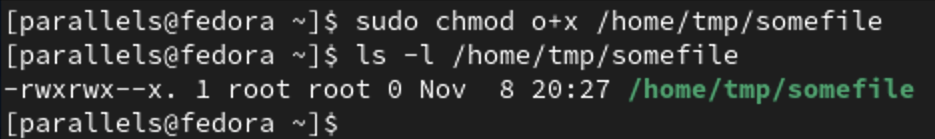 [parallels@fedora ~]$ sudo chmod o+x /home/tmp/somefile
[parallels@fedora ~]$ ls -l /home/tmp/somefile
-rwxrwx--x. 1 root root 0 Nov  8 20:27 /home/tmp/somefile
[parallels@fedora ~]$